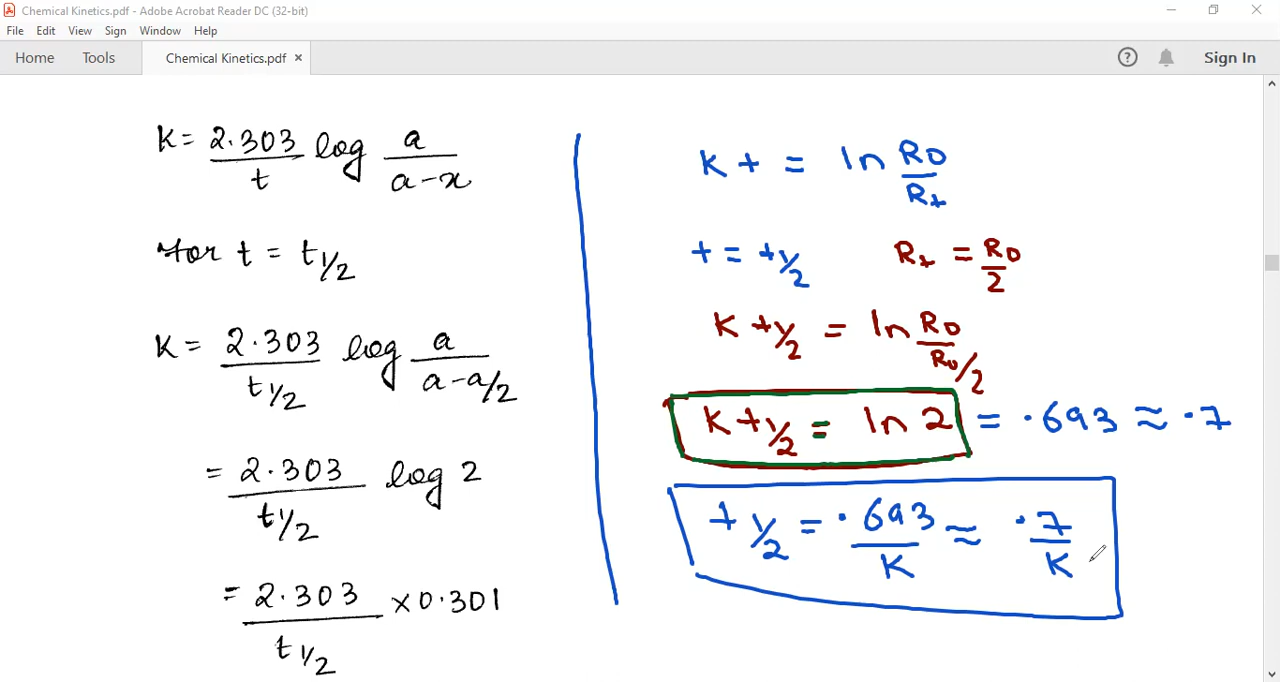 Chemical Kinetics.pdf - Adobe Acrobat Reader DC (32-bit)
File Edit View Sign Window Help
Home Tools Chemical Kinetics.pdf × Sign In
K = 2.303/t log a/(a-x)
For t = t1/2
K = 2.303/t1/2 log a/(a-a/2)
= 2.303/t1/2 log 2
= 2.303/t1/2 × 0.301
Kt = ln R0/Rt
t = t1/2 Rt = R0/2
K t1/2 = ln R0/(R0/2)
K t1/2 = ln 2 = .693 ≈ .7
t1/2 = .693/K ≈ .7/K